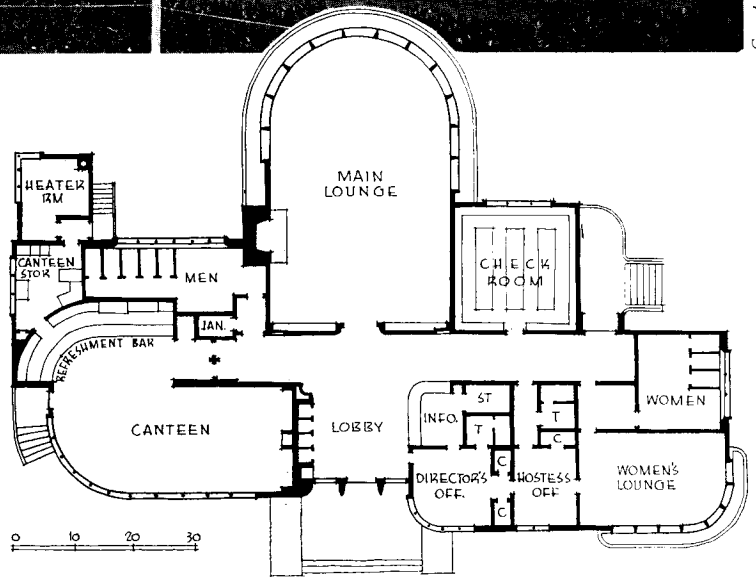 MAIN
LOUNGE
HEATER
RM
CANTEEN
STOR
MEN
CHECK
ROOM
JAN.
REFRESHMENT BAR
CANTEEN
LOBBY
INFO.
ST
T
T
C
WOMEN
DIRECTOR'S
OFF.
C
C
HOSTESS
OFF
WOMEN'S
LOUNGE
0 10 20 30